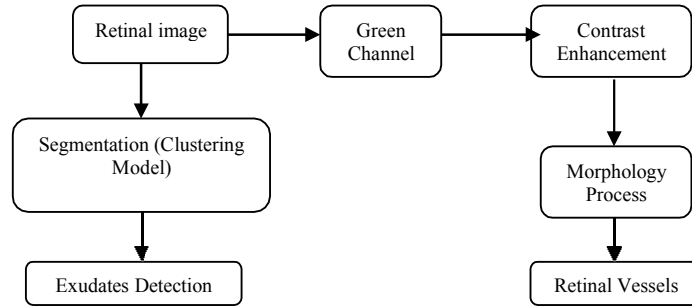 Retinal image
Green
Channel
Contrast
Enhancement
Segmentation (Clustering
Model)
Morphology
Process
Exudates Detection
Retinal Vessels